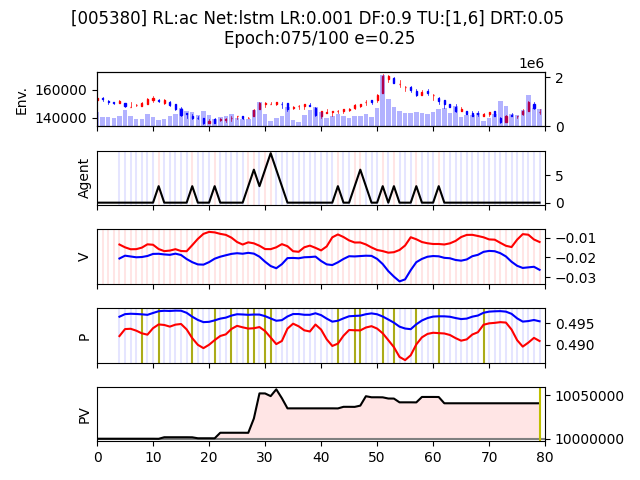 [005380] RL:ac Net:lstm LR:0.001 DF:0.9 TU:[1,6] DRT:0.05
Epoch:075/100 e=0.25
1e6
Env.
160000
140000
2
0
Agent
5
0
V
−0.01
−0.02
−0.03
P
0.495
0.490
PV
10050000
10000000
0 10 20 30 40 50 60 70 80